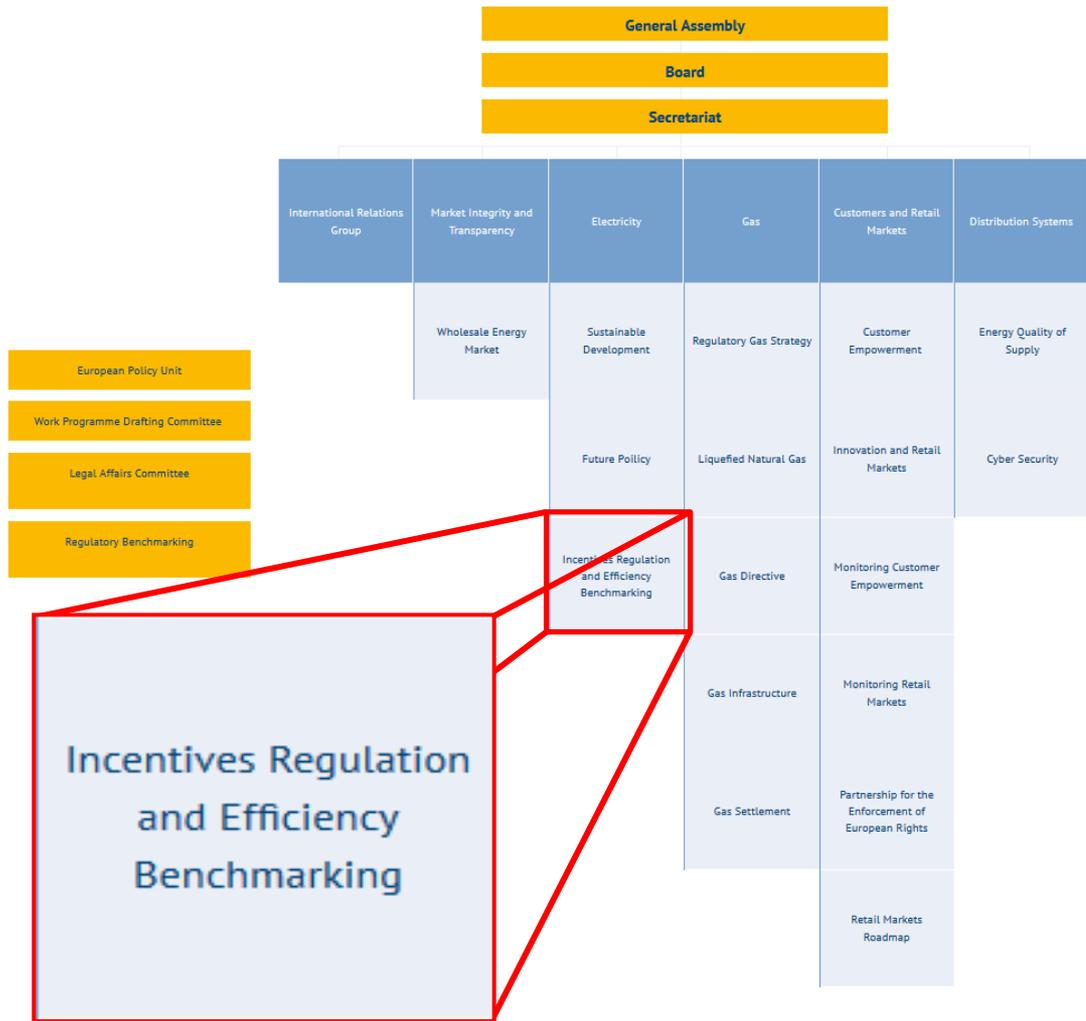 General Assembly
Board
Secretariat
International Relations
Group
Market Integrity and
Transparency
Electricity
Gas
Customers and Retail
Markets
Distribution Systems
Wholesale Energy
Market
Sustainable
Development
Regulatory Gas Strategy
Customer
Empowerment
Energy Quality of
Supply
European Policy Unit
Work Programme Drafting Committee
Legal Affairs Committee
Regulatory Benchmarking
Future Poilicy
Liquefied Natural Gas
Innovation and Retail
Markets
Cyber Security
Incentives Regulation
and Efficiency
Benchmarking
Gas Directive
Monitoring Customer
Empowerment
Gas Infrastructure
Monitoring Retail
Markets
Gas Settlement
Partnership for the
Enforcement of
European Rights
Retail Markets
Roadmap
Incentives Regulation
and Efficiency
Benchmarking